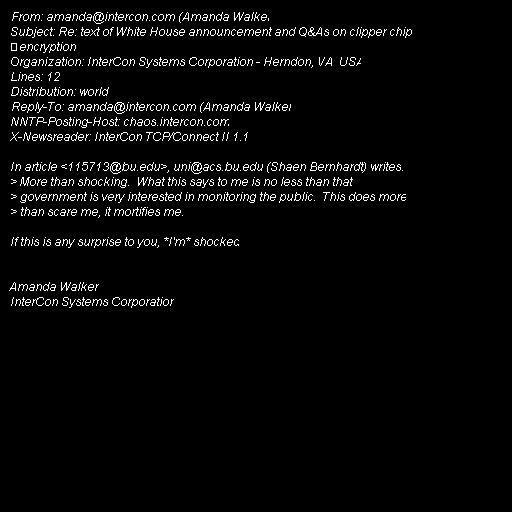 From: amanda@intercon.com (Amanda Walker
Subject: Re: text of White House announcement and Q&As on clipper chip
encryption
Organization: InterCon Systems Corporation - Herndon, VA USA
Lines: 12
Distribution: world
Reply-To: amanda@intercon.com (Amanda Walker
NNTP-Posting-Host: chaos.intercon.com
X-Newsreader: InterCon TCP/Connect II 1.1

In article <115713@bu.edu>, uni@acs.bu.edu (Shaen Bernhardt) writes.
> More than shocking. What this says to me is no less than that
> government is very interested in monitoring the public. This does more
> than scare me, it mortifies me.

If this is any surprise to you, *I'm* shocked

Amanda Walker
InterCon Systems Corporation